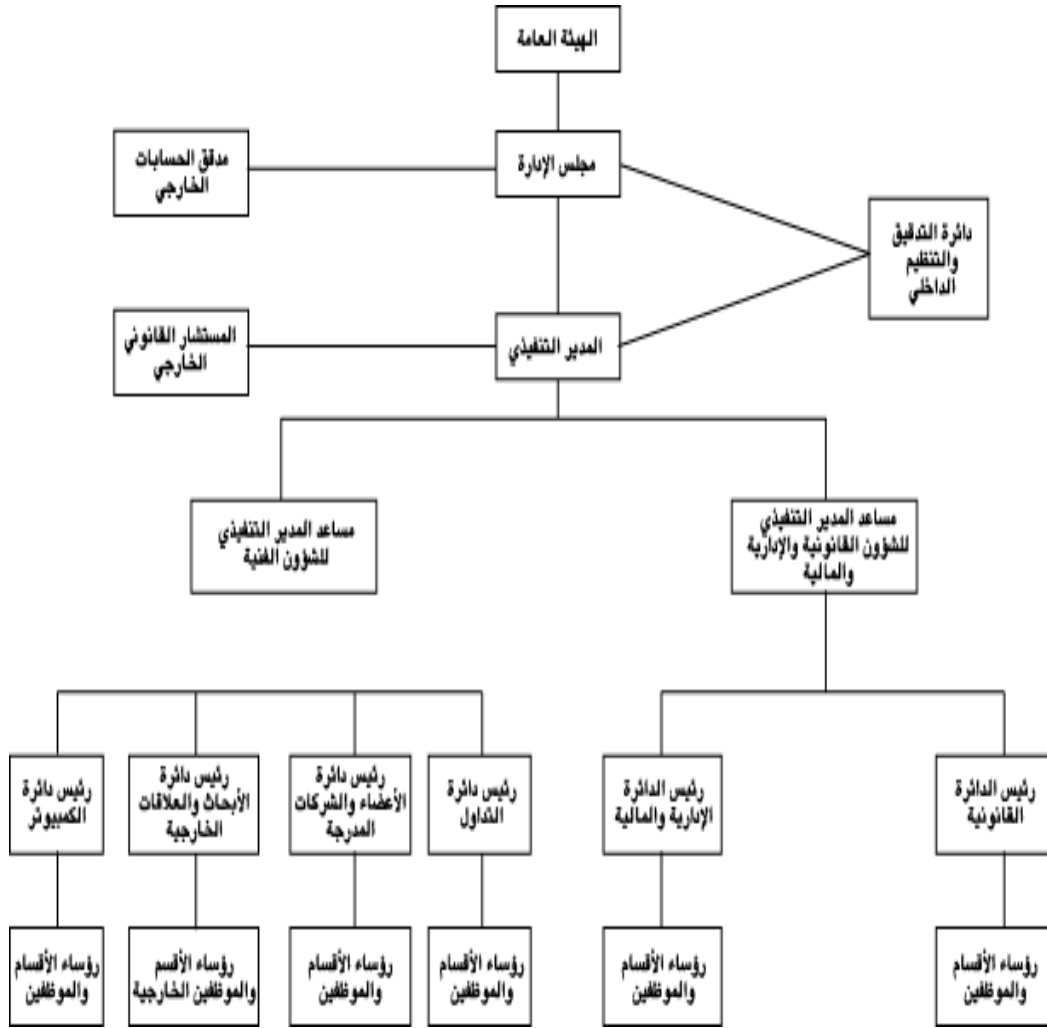 الهيئة العامة
مجلس الإدارة
مدقق الحسابات
الخارجي
دائرة التدقيق
والتنظيم
الداخلي
المدير التنفيذي
المستشار القانوني
الخارجي
مساعد المدير التنفيذي
للشؤون القانونية والإدارية
والمالية
مساعد المدير التنفيذي
للشؤون الفنية
رئيس الدائرة
القانونية
رئيس الدائرة
الإدارية والمالية
رئيس دائرة
التداول
رئيس دائرة
الأعضاء والشركات
المدرجة
رئيس دائرة
الأبحاث والعلاقات
الخارجية
رئيس دائرة
الكمبيوتر
رؤساء الأقسام
والموظفين
رؤساء الأقسام
والموظفين
رؤساء الأقسام
والموظفين
رؤساء الأقسام
والموظفين
رؤساء الأقسم
والموظفين الخارجية
رؤساء الأقسام
والموظفين